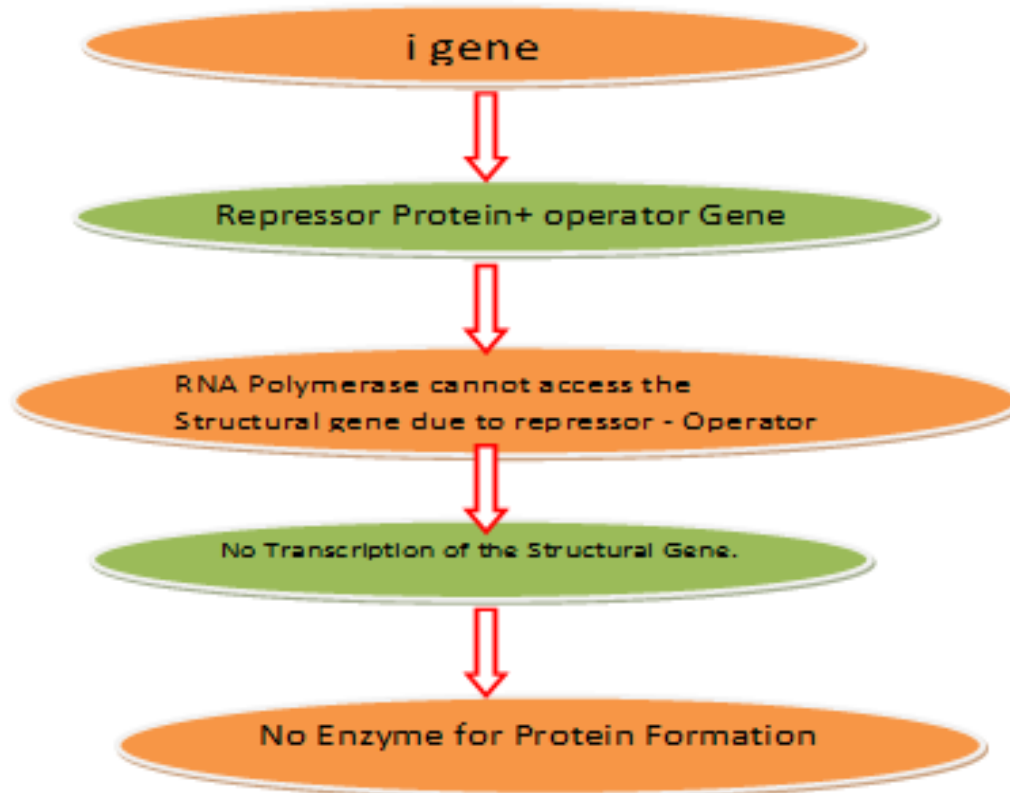 i gene
Repressor Protein+ operator Gene
RNA Polymerase cannot access the
Structural gene due to repressor - Operator
No Transcription of the Structural Gene.
No Enzyme for Protein Formation